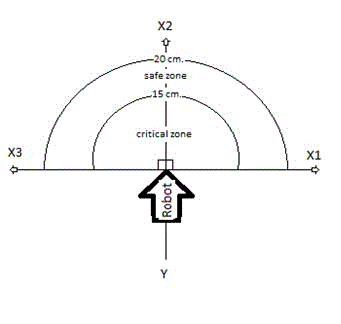 X2
20 cm.
safe zone
15 cm.
critical zone
X3
X1
Robot
Y